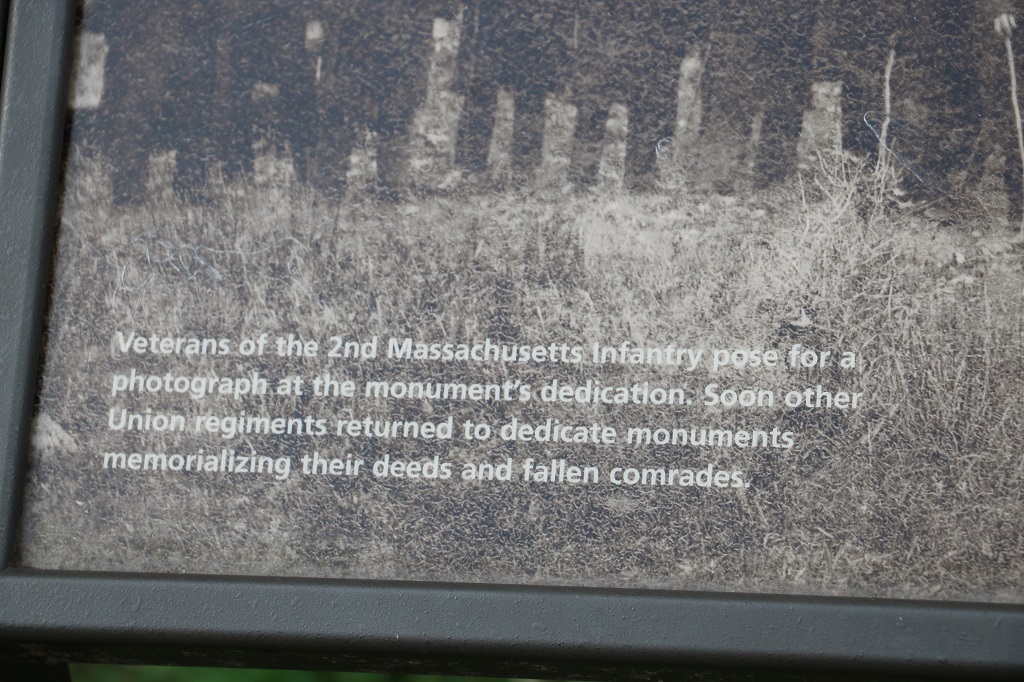 Veterans of the 2nd Massachusetts Infantry pose for a
photograph at the monument's dedication. Soon other
Union regiments returned to dedicate monuments
memorializing their deeds and fallen comrades.